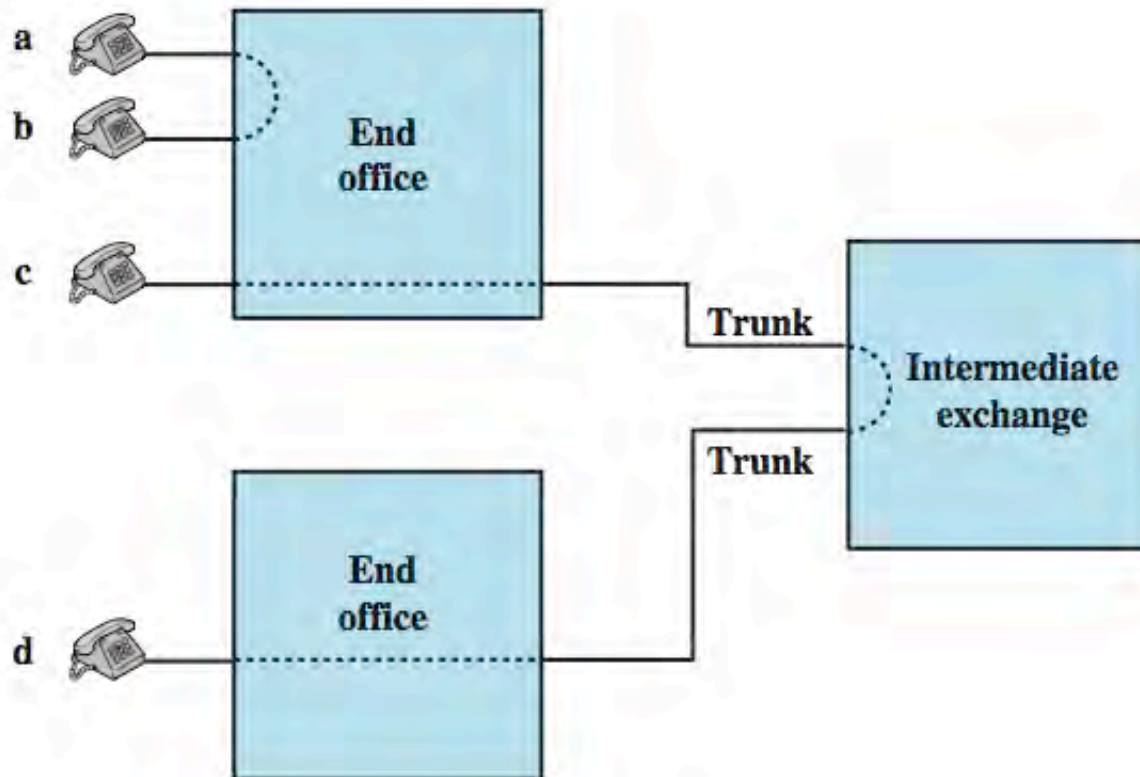 a
b
End
office
c
Trunk
Intermediate
exchange
Trunk
End
office
d